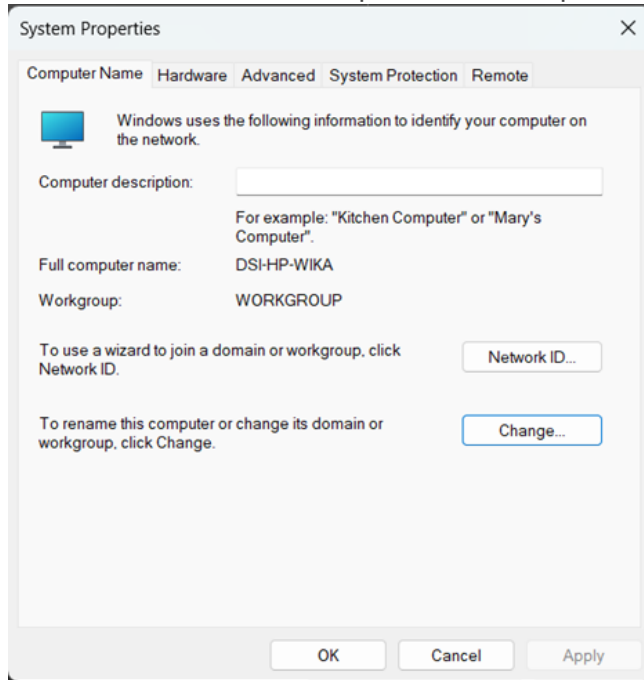 System Properties
Computer Name Hardware Advanced System Protection Remote
Windows uses the following information to identify your computer on
the network.
Computer description:
For example: "Kitchen Computer" or "Mary's
Computer".
Full computer name: DSI-HP-WIKA
Workgroup: WORKGROUP
To use a wizard to join a domain or workgroup, click
Network ID.
Network ID...
To rename this computer or change its domain or
workgroup, click Change.
Change...
OK Cancel Apply